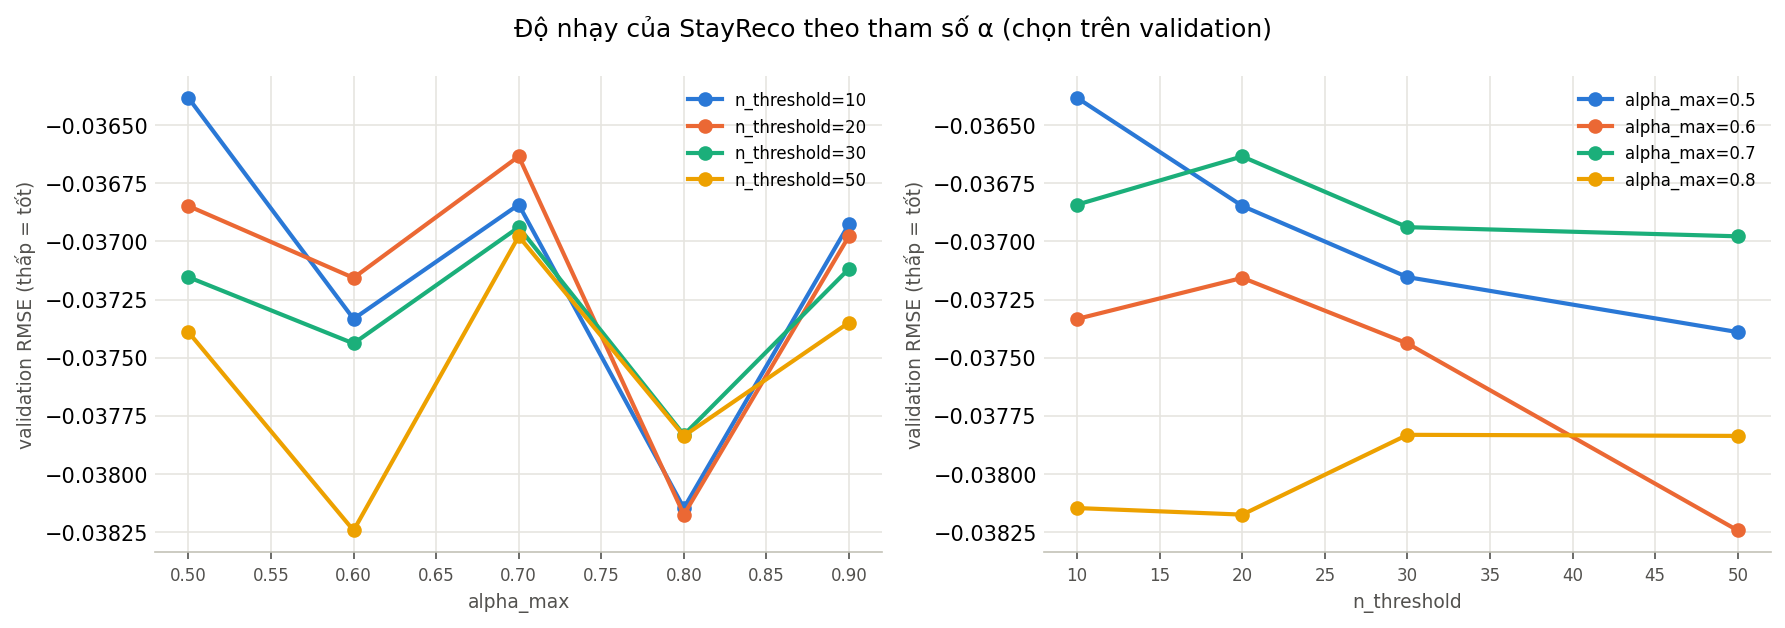 Độ nhạy của StayReco theo tham số α (chọn trên validation)
validation RMSE (thấp = tốt)
−0.03650
−0.03675
−0.03700
−0.03725
−0.03750
−0.03775
−0.03800
−0.03825
n_threshold=10
n_threshold=20
n_threshold=30
n_threshold=50
0.50 0.55 0.60 0.65 0.70 0.75 0.80 0.85 0.90
alpha_max
validation RMSE (thấp = tốt)
−0.03650
−0.03675
−0.03700
−0.03725
−0.03750
−0.03775
−0.03800
−0.03825
alpha_max=0.5
alpha_max=0.6
alpha_max=0.7
alpha_max=0.8
10 15 20 25 30 35 40 45 50
n_threshold